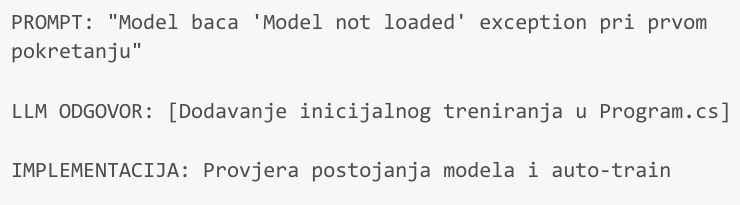 PROMPT: "Model baca 'Model not loaded' exception pri prvom
pokretanju"
LLM ODGOVOR: [Dodavanje inicijalnog treniranja u Program.cs]
IMPLEMENTACIJA: Provjera postojanja modela i auto-train